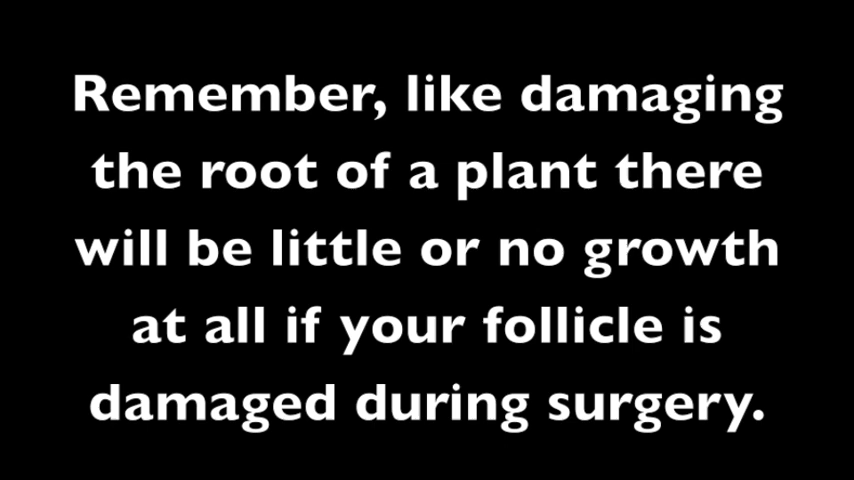 Remember, like damaging
the root of a plant there
will be little or no growth
at all if your follicle is
damaged during surgery.